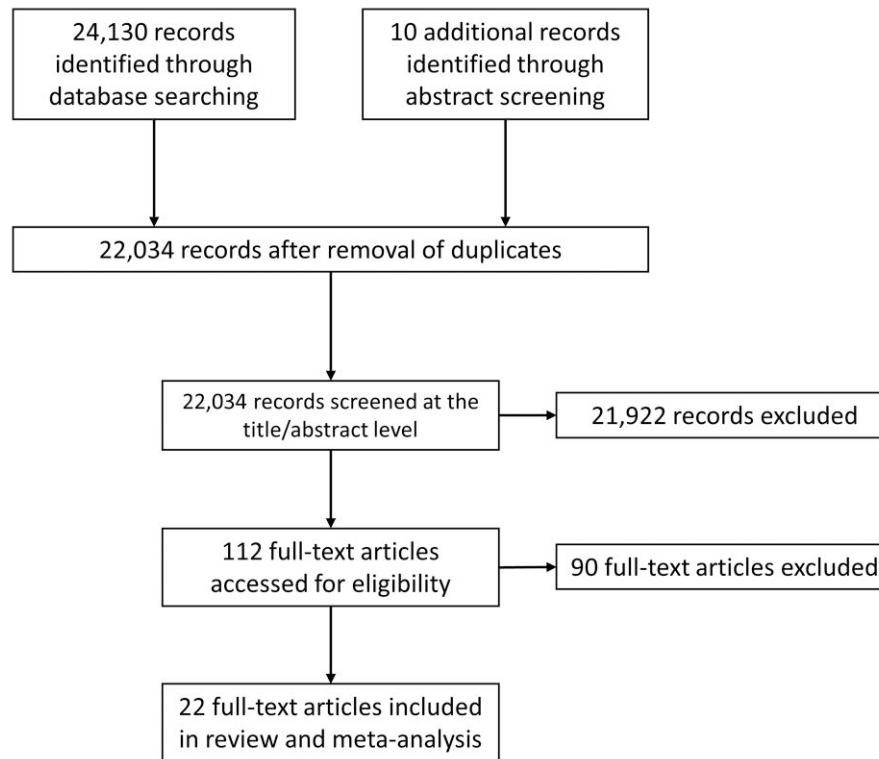 24,130 records
identified through
database searching
10 additional records
identified through
abstract screening
22,034 records after removal of duplicates
22,034 records screened at the
title/abstract level
21,922 records excluded
112 full-text articles
accessed for eligibility
90 full-text articles excluded
22 full-text articles included
in review and meta-analysis